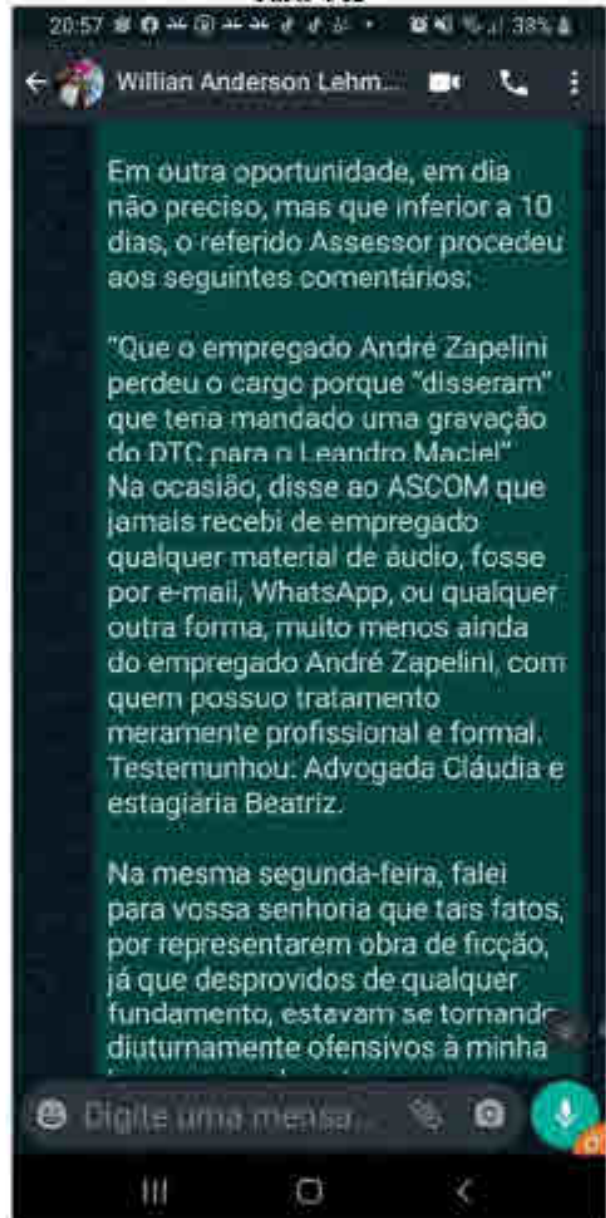 20:57
38%
Willian Anderson Lehm...
Em outra oportunidade, em dia
não preciso, mas que inferior a 10
dias, o referido Assessor procedeu
aos seguintes comentários:
"Que o empregado André Zapelini
perdeu o cargo porque "disseram"
que teria mandado uma gravação
do DTC para o Leandro Maciel"
Na ocasião, disse ao ASCOM que
jamais recebi de empregado
qualquer material de áudio, fosse
por e-mail, WhatsApp, ou qualquer
outra forma, muito menos ainda
do empregado André Zapelini, com
quem possuo tratamento
meramente profissional e formal.
Testemunhou: Advogada Cláudia e
estagiária Beatriz.
Na mesma segunda-feira, falei
para vossa senhoria que tais fatos,
por representarem obra de ficção,
já que desprovidos de qualquer
fundamento, estavam se tornando
diuturnamente ofensivos à minha
Digite uma mensa...